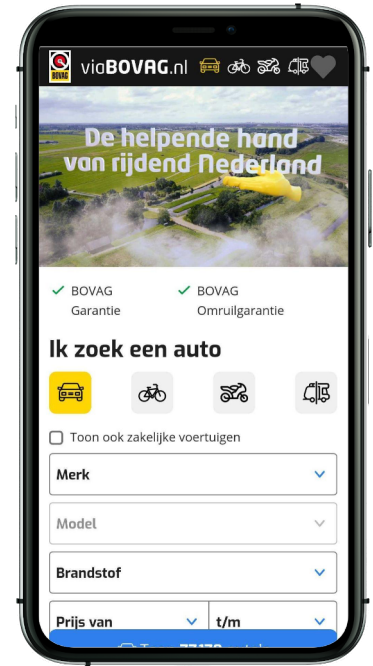 BOVAG
viaBOVAG.nl
De helpende hand
van rijdend Nederland
BOVAG
Garantie
BOVAG
Omruilgarantie
Ik zoek een auto
Toon ook zakelijke voertuigen
Merk
Model
Brandstof
Prijs van
t/m